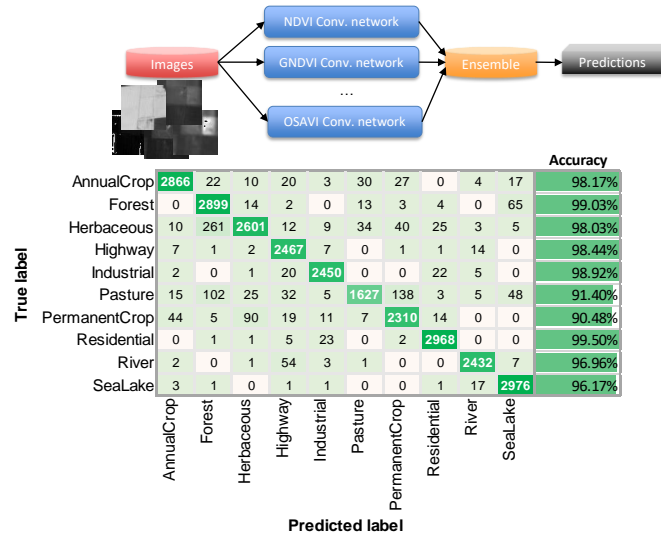 NDVI Conv. network
Images
GNDVI Conv. network
Ensemble
Predictions
...
OSAVI Conv. network
Accuracy
AnnualCrop 2866 22 10 20 3 30 27 0 4 17 98.17%
Forest 0 2899 14 2 0 13 3 4 0 65 99.03%
Herbaceous 10 261 2601 12 9 34 40 25 3 5 98.03%
Highway 7 1 2 2467 7 0 1 1 14 0 98.44%
Industrial 2 0 1 20 2450 0 0 22 5 0 98.92%
Pasture 15 102 25 32 5 1627 138 3 5 48 91.40%
PermanentCrop 44 5 90 19 11 7 2310 14 0 0 90.48%
Residential 0 1 1 5 23 0 2 2968 0 0 99.50%
River 2 0 1 54 3 1 0 0 2432 7 96.96%
SeaLake 3 1 0 1 1 0 0 1 17 2976 96.17%
True label
AnnualCrop
Forest
Herbaceous
Highway
Industrial
Pasture
PermanentCrop
Residential
River
SeaLake
Predicted label